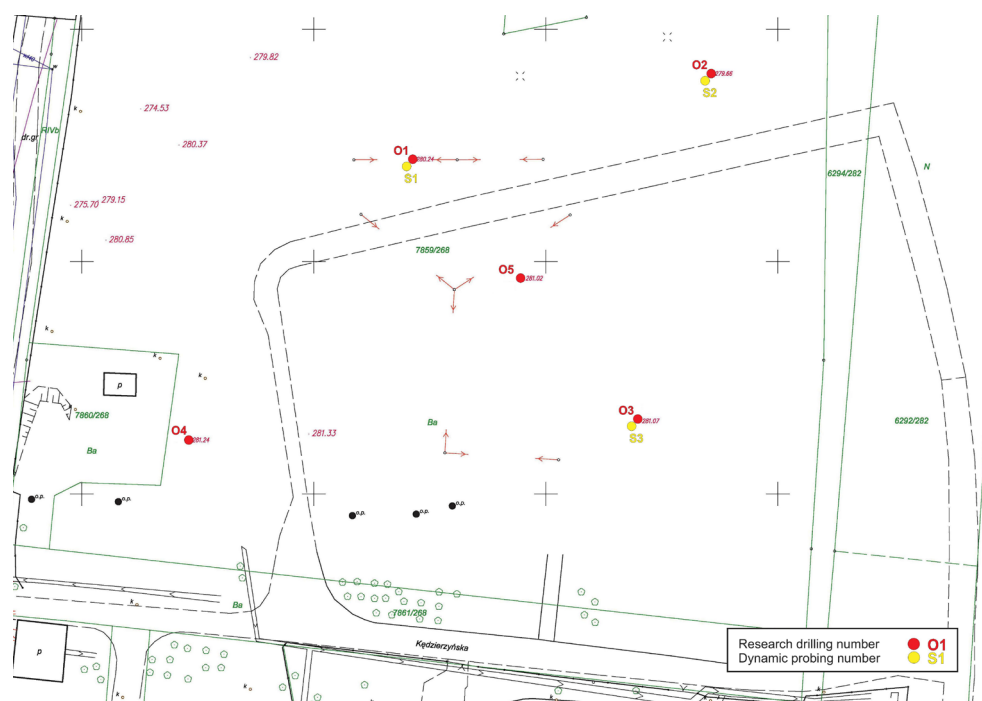 279.82
O2
279.66
S2
k
274.53
RIVb
dr.gr
280.37
O1
280.24
S1
6294/282
N
275.70
279.15
k
280.85
7859/268
O5
281.02
k
k
k
p
7860/268
O4
281.24
281.33
Ba
O3
281.07
S3
6292/282
Ba
o.p.
o.p.
o.p.
o.p.
o.p.
k
Ba
7861/268
Kędzierzyńska
p
k
k
Research drilling number O1
Dynamic probing number S1